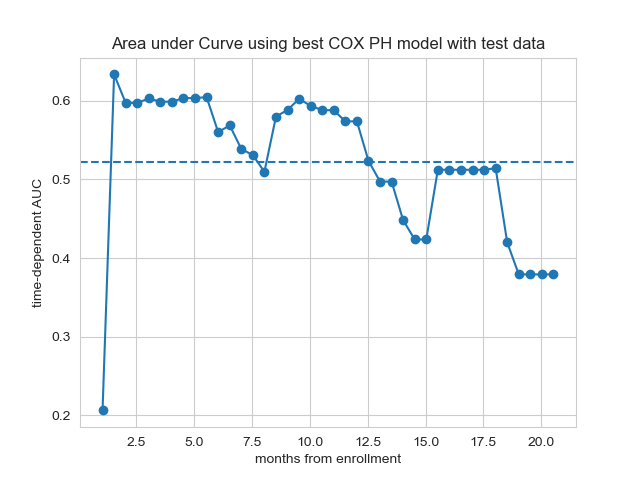 Area under Curve using best COX PH model with test data
time-dependent AUC
0.6
0.5
0.4
0.3
0.2
2.5 5.0 7.5 10.0 12.5 15.0 17.5 20.0
months from enrollment